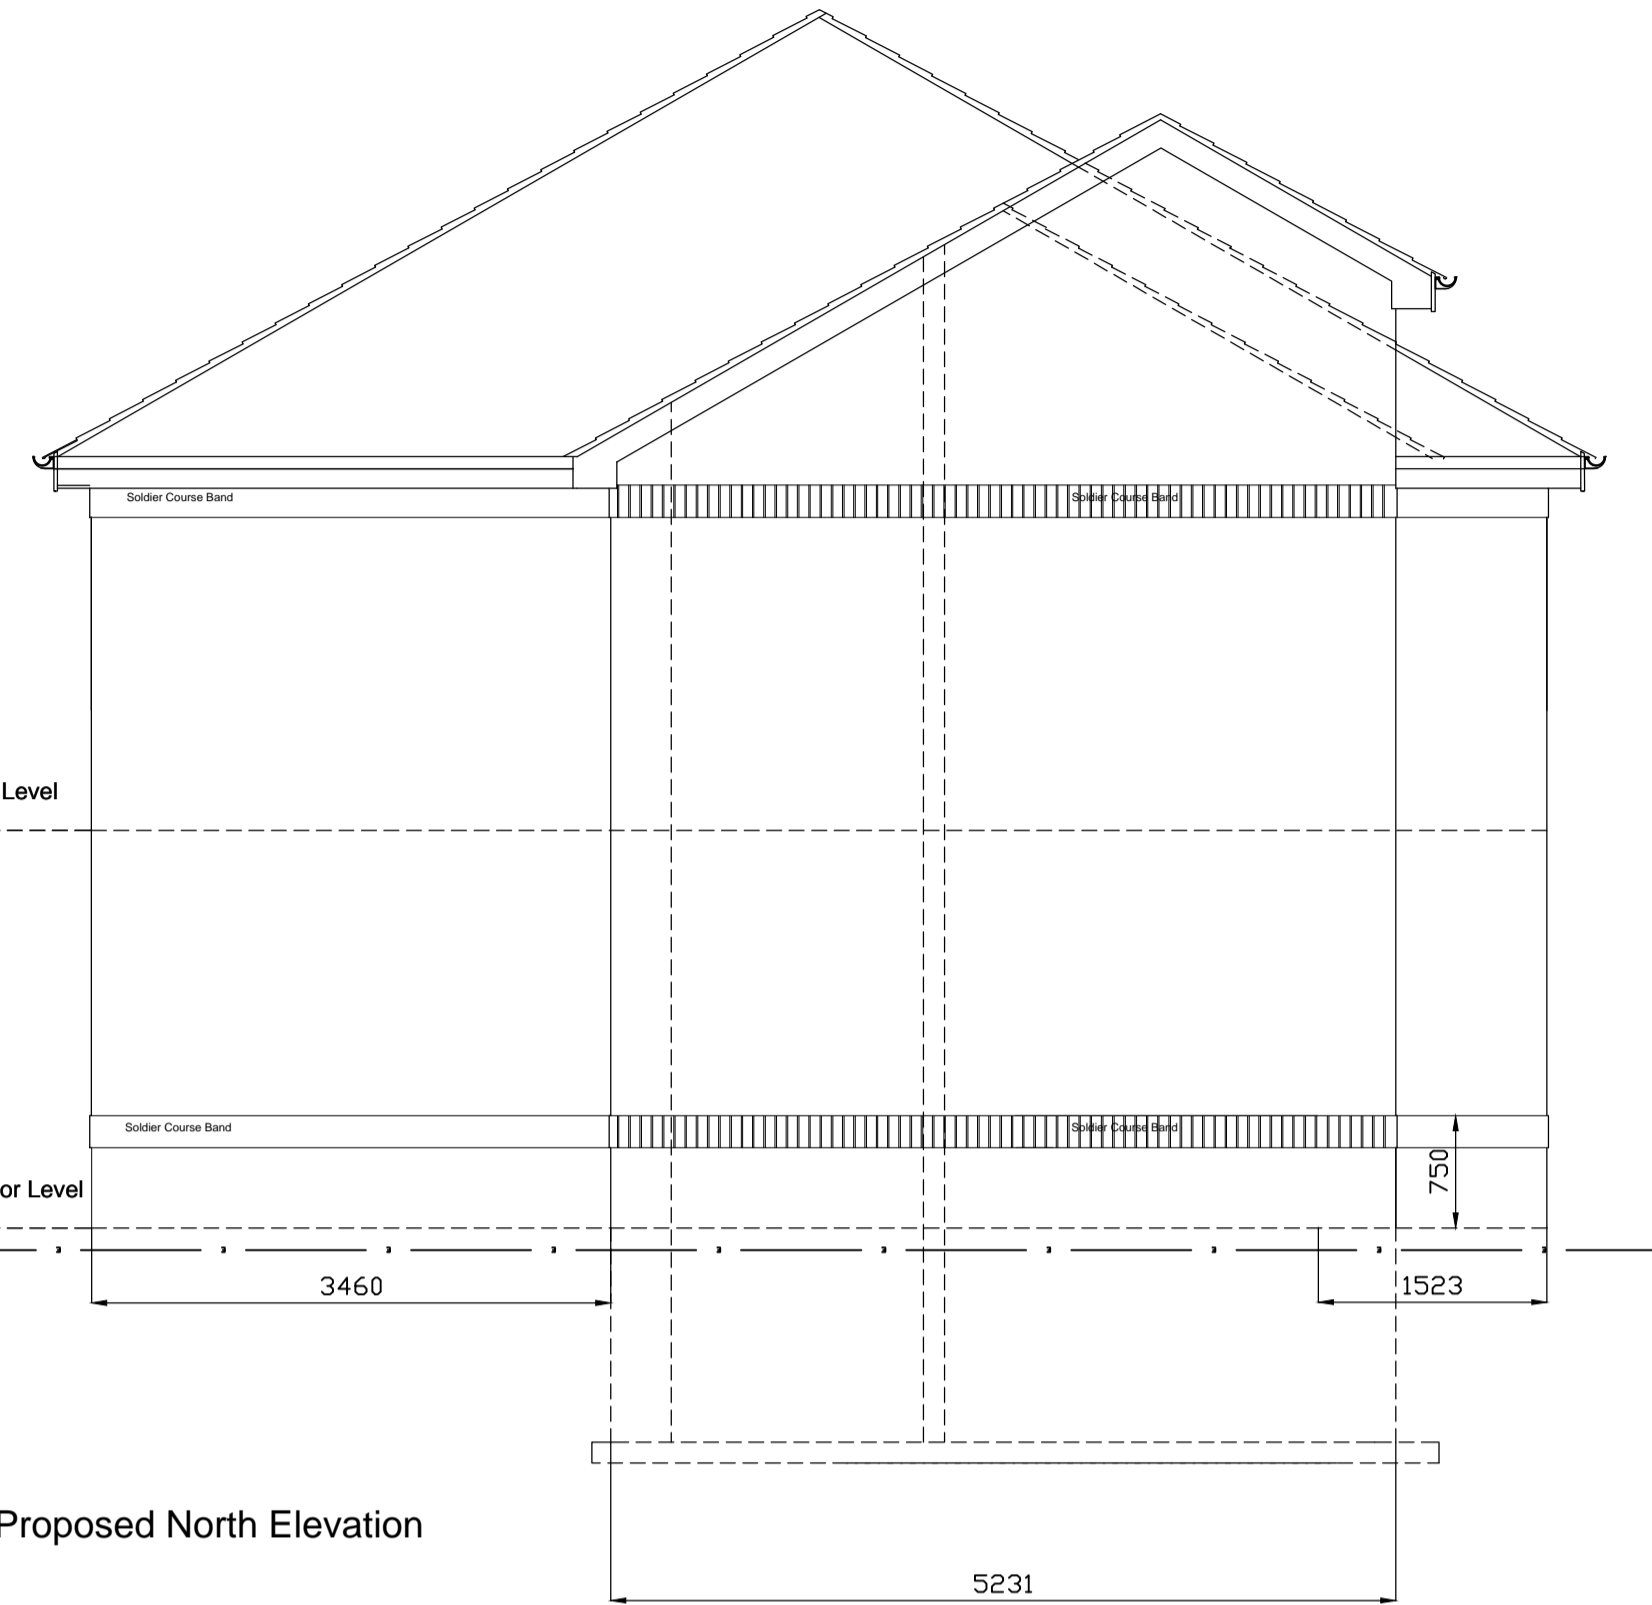 Soldier Course Band
Soldier Course Band
Level
Soldier Course Band
Soldier Course Band
750
or Level
3460
1523
Proposed North Elevation
5231